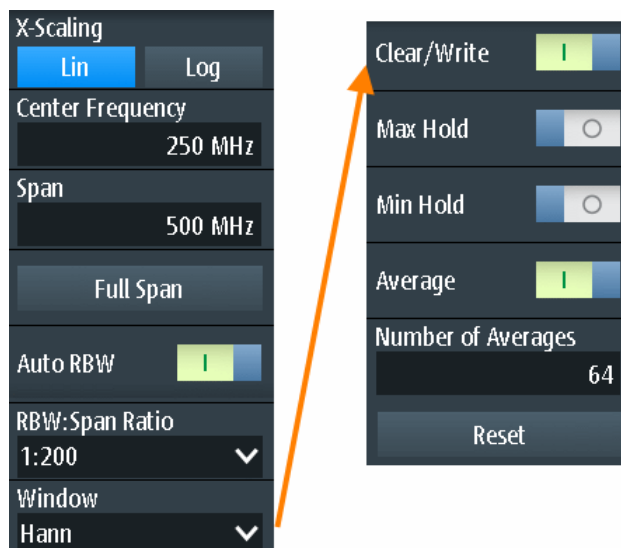 X-Scaling
Lin Log
Center Frequency
250 MHz
Span
500 MHz
Full Span
Auto RBW
RBW:Span Ratio
1:200
Window
Hann
Clear/Write
Max Hold
Min Hold
Average
Number of Averages
64
Reset